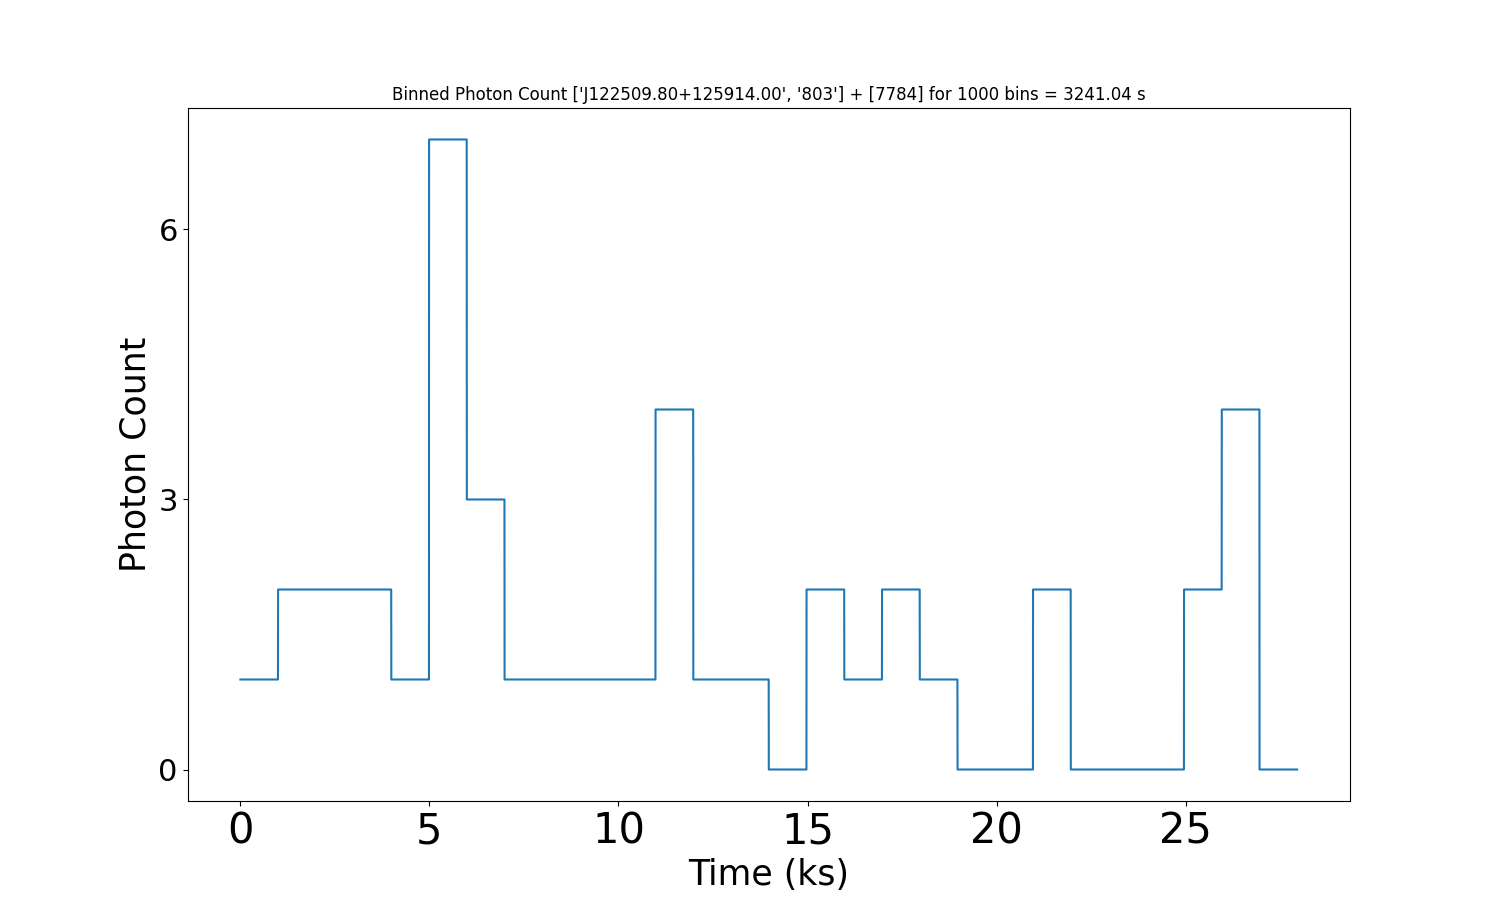 Binned Photon Count ['J122509.80+125914.00', '803'] + [7784] for 1000 bins = 3241.04 s
6
3
0
Photon Count
0 5 10 15 20 25
Time (ks)